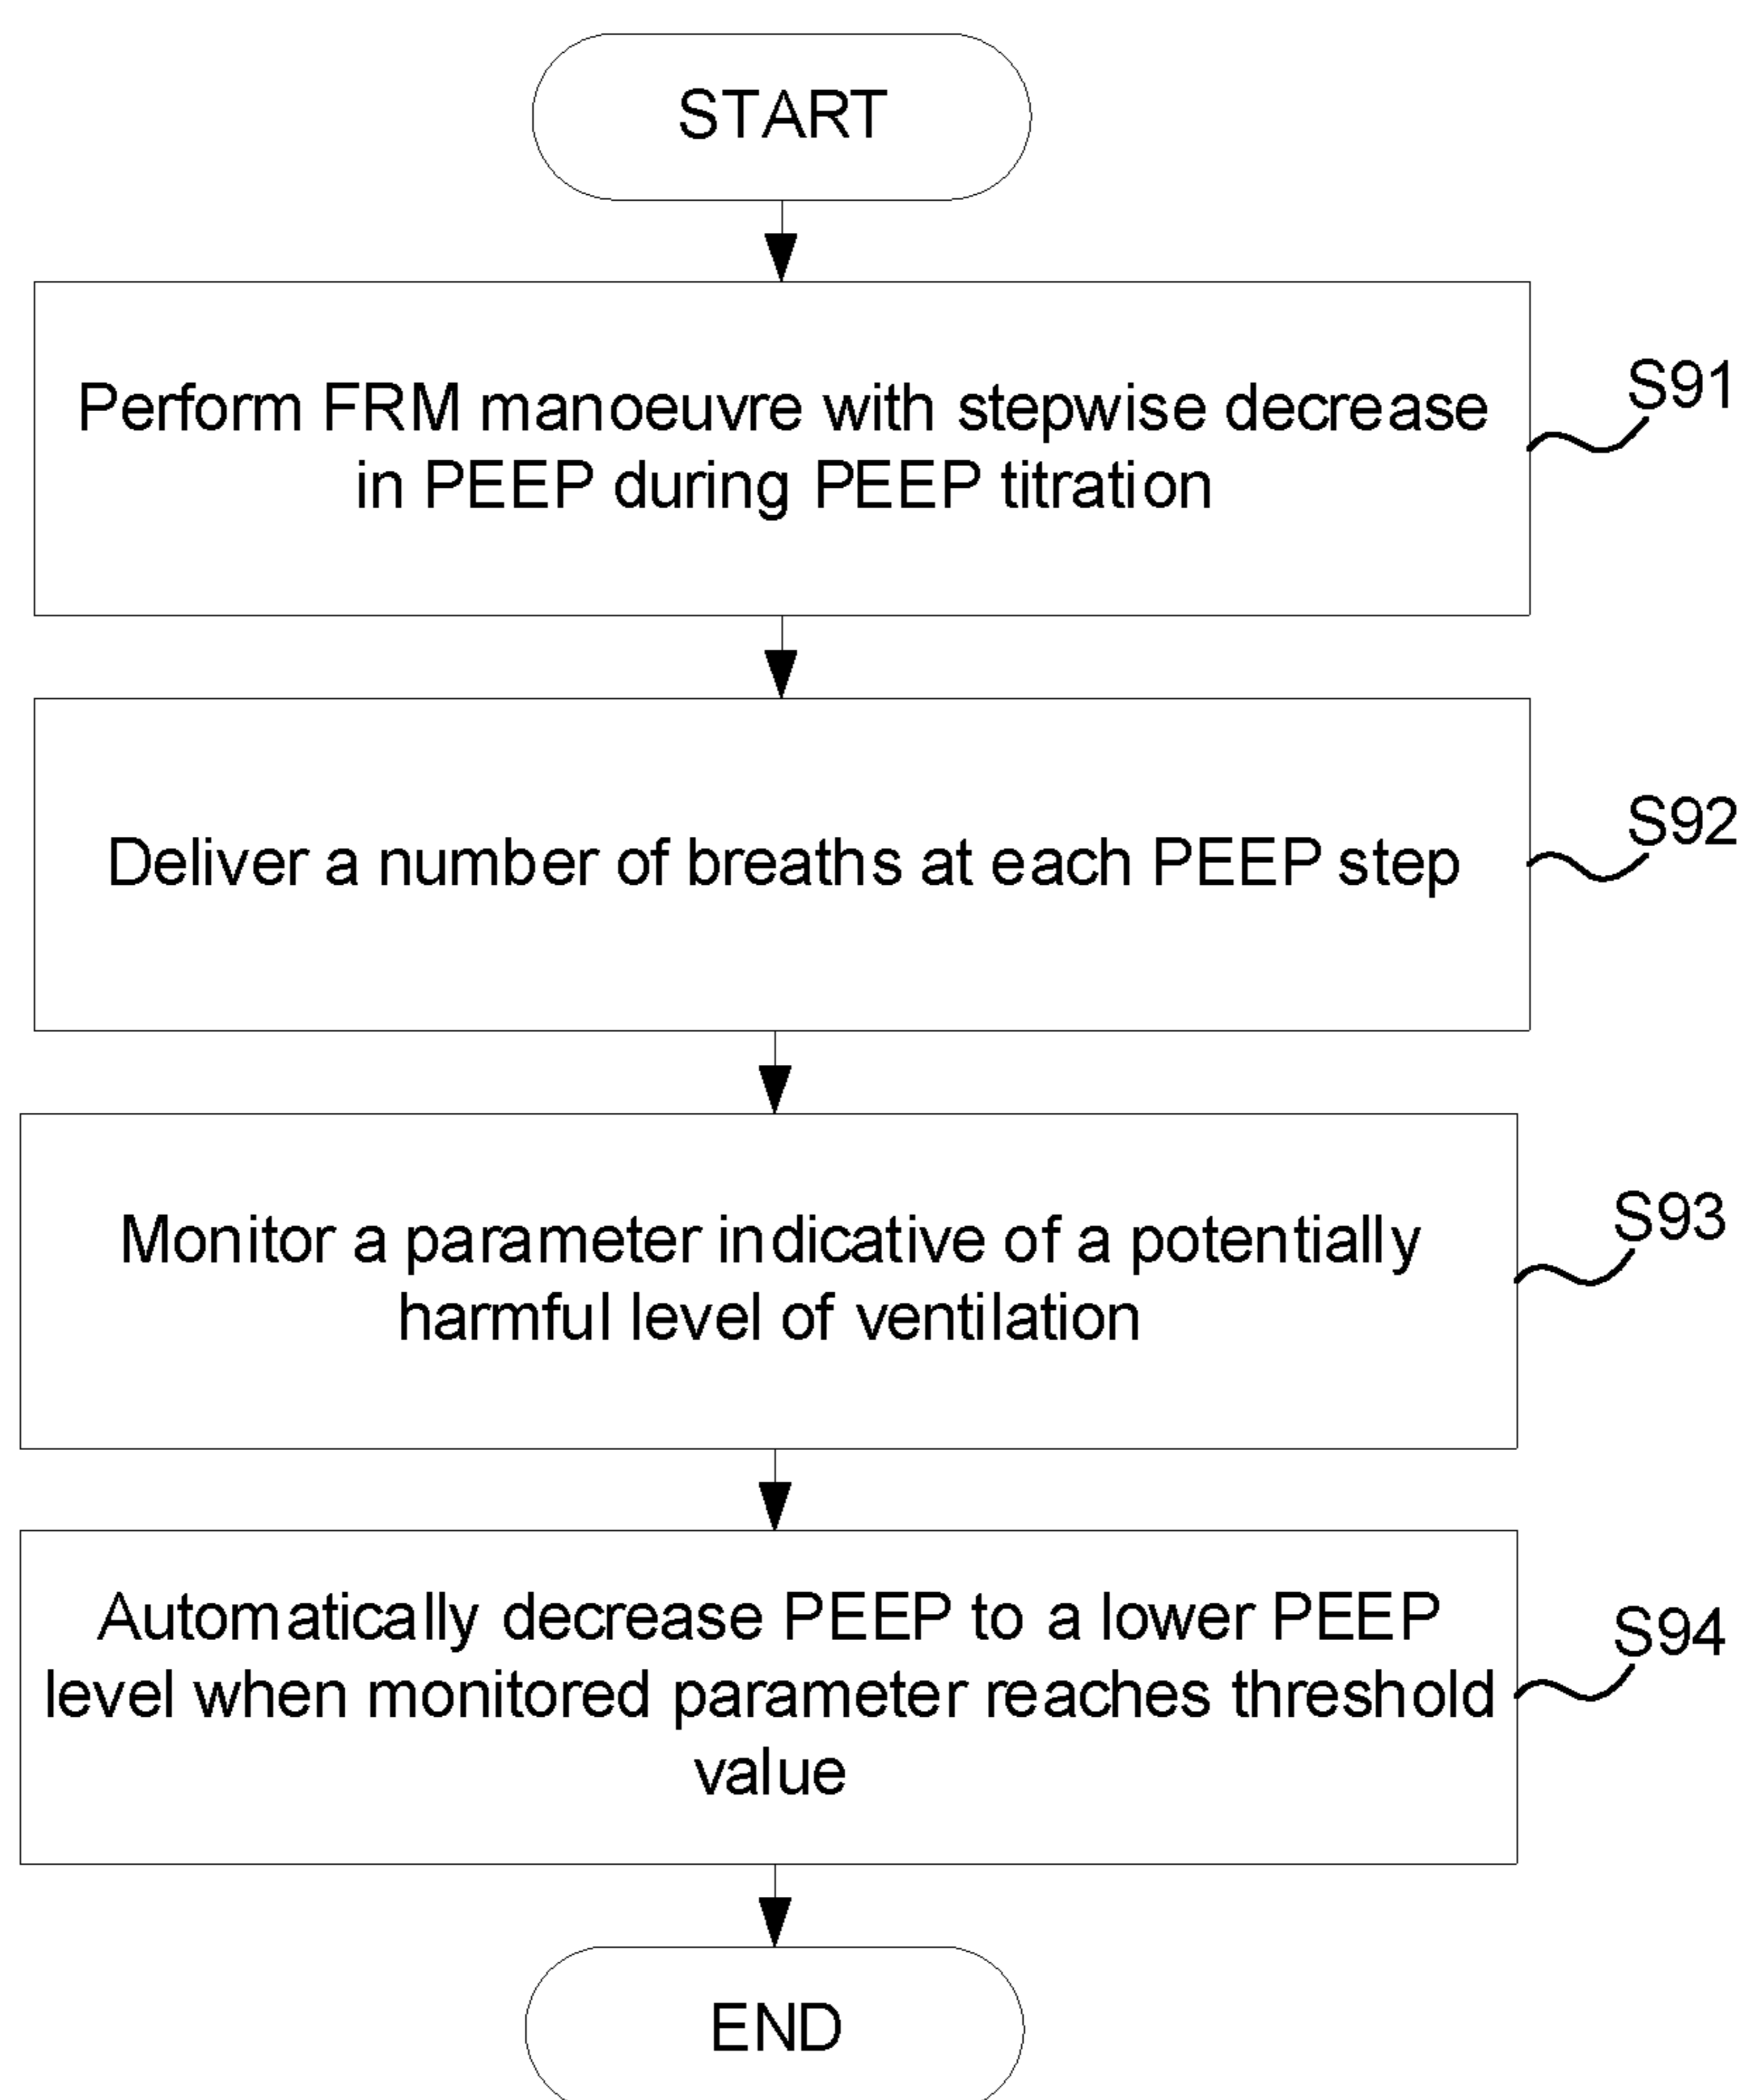 START
Perform FRM manoeuvre with stepwise decrease
in PEEP during PEEP titration
S91
Deliver a number of breaths at each PEEP step
S92
Monitor a parameter indicative of a potentially
harmful level of ventilation
S93
Automatically decrease PEEP to a lower PEEP
level when monitored parameter reaches threshold
value
S94
END